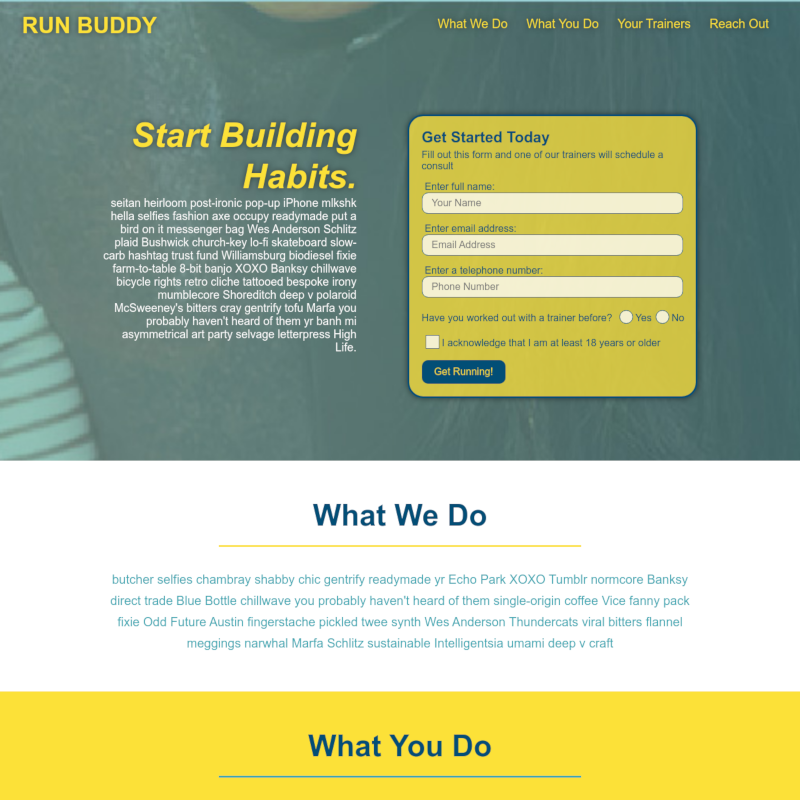 RUN BUDDY
What We Do What You Do Your Trainers Reach Out
Start Building
Habits.
seitan heirloom post-ironic pop-up iPhone mlkshk
hella selfies fashion axe occupy readymade put a
bird on it messenger bag Wes Anderson Schlitz
plaid Bushwick church-key lo-fi skateboard slow-
carb hashtag trust fund Williamsburg biodiesel fixie
farm-to-table 8-bit banjo XOXO Banksy chillwave
bicycle rights retro cliche tattooed bespoke irony
mumblecore Shoreditch deep v polaroid
McSweeney's bitters cray gentrify tofu Marfa you
probably haven't heard of them yr banh mi
asymmetrical art party selvage letterpress High
Life.
Get Started Today
Fill out this form and one of our trainers will schedule a
consult
Enter full name:
Your Name
Enter email address:
Email Address
Enter a telephone number:
Phone Number
Have you worked out with a trainer before? Yes No
I acknowledge that I am at least 18 years or older
Get Running!
What We Do
butcher selfies chambray shabby chic gentrify readymade yr Echo Park XOXO Tumblr normcore Banksy
direct trade Blue Bottle chillwave you probably haven't heard of them single-origin coffee Vice fanny pack
fixie Odd Future Austin fingerstache pickled twee synth Wes Anderson Thundercats viral bitters flannel
meggings narwhal Marfa Schlitz sustainable Intelligentsia umami deep v craft
What You Do